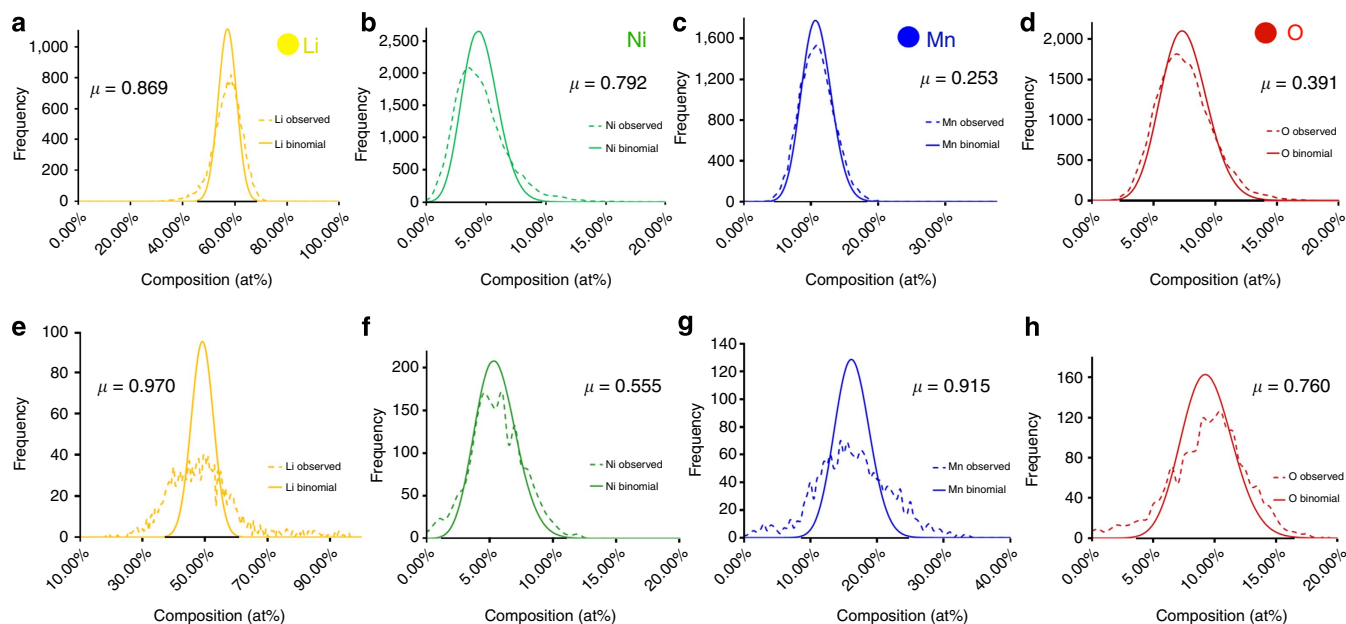 a
1,000
800
600
400
200
0
Frequency
μ = 0.869
Li
Li observed
Li binomial
0.00%
20.00%
40.00%
60.00%
80.00%
100.00%
Composition (at%)
b
2,500
2,000
1,500
1,000
500
0
Frequency
Ni
μ = 0.792
Ni observed
Ni binomial
0.00%
5.00%
10.00%
15.00%
20.00%
Composition (at%)
c
1,600
1,200
800
400
0
Frequency
Mn
μ = 0.253
Mn observed
Mn binomial
0.00%
10.00%
20.00%
30.00%
Composition (at%)
d
2,000
1,500
1000
500
0
Frequency
O
μ = 0.391
O observed
O binomial
0.00%
5.00%
10.00%
15.00%
20.00%
Composition (at%)
e
100
80
60
40
20
0
Frequency
μ = 0.970
Li observed
Li binomial
10.00%
30.00%
50.00%
70.00%
90.00%
Composition (at%)
f
200
150
100
500
0
Frequency
μ = 0.555
Ni observed
Ni binomial
0.00%
5.00%
10.00%
15.00%
20.00%
Composition (at%)
g
140
120
100
80
60
40
20
0
Frequency
μ = 0.915
Mn observed
Mn binomial
0.00%
10.00%
20.00%
30.00%
40.00%
Composition (at%)
h
160
120
80
40
0
Frequency
μ = 0.760
O observed
O binomial
0.00%
5.00%
10.00%
15.00%
20.00%
Composition (at%)